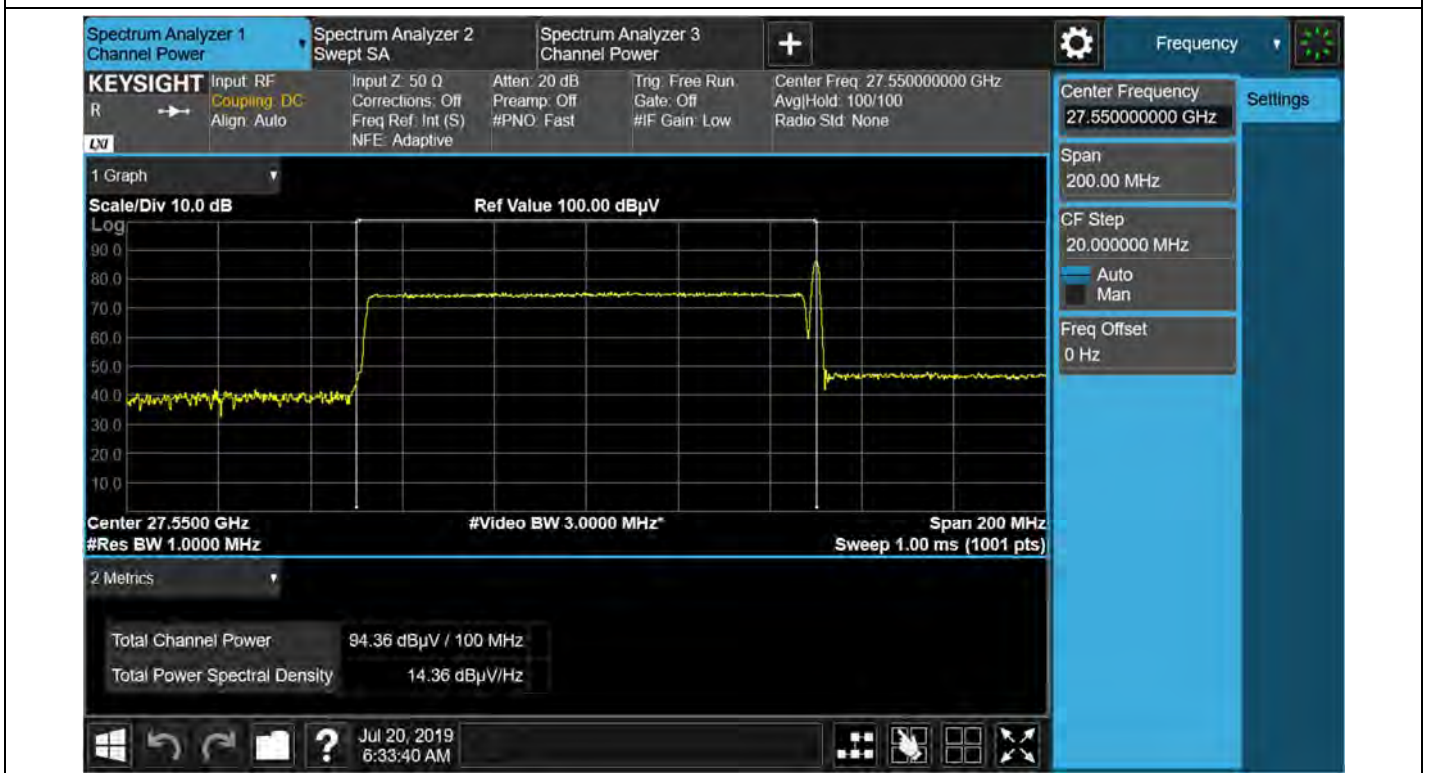 Spectrum Analyzer 1
Channel Power
Spectrum Analyzer 2
Swept SA
Spectrum Analyzer 3
Channel Power
Frequency
KEYSIGHT
R
LXI
Input: RF
Coupling: DC
Align: Auto
Input Z: 50 Ω
Corrections: Off
Freq Ref: Int (S)
NFE: Adaptive
Atten: 20 dB
Preamp: Off
#PNO: Fast
Trig: Free Run
Gate: Off
#IF Gain: Low
Center Freq: 27.550000000 GHz
Avg|Hold: 100/100
Radio Std: None
Center Frequency
27.550000000 GHz
Settings
Span
200.00 MHz
CF Step
20.000000 MHz
Auto
Man
Freq Offset
0 Hz
1 Graph
Scale/Div 10.0 dB
Ref Value 100.00 dBµV
Log
90.0
80.0
70.0
60.0
50.0
40.0
30.0
20.0
10.0
Center 27.5500 GHz
#Video BW 3.0000 MHz*
Span 200 MHz
#Res BW 1.0000 MHz
Sweep 1.00 ms (1001 pts)
2 Metrics
Total Channel Power 94.36 dBµV / 100 MHz
Total Power Spectral Density 14.36 dBµV/Hz
?
Jul 20, 2019
6:33:40 AM